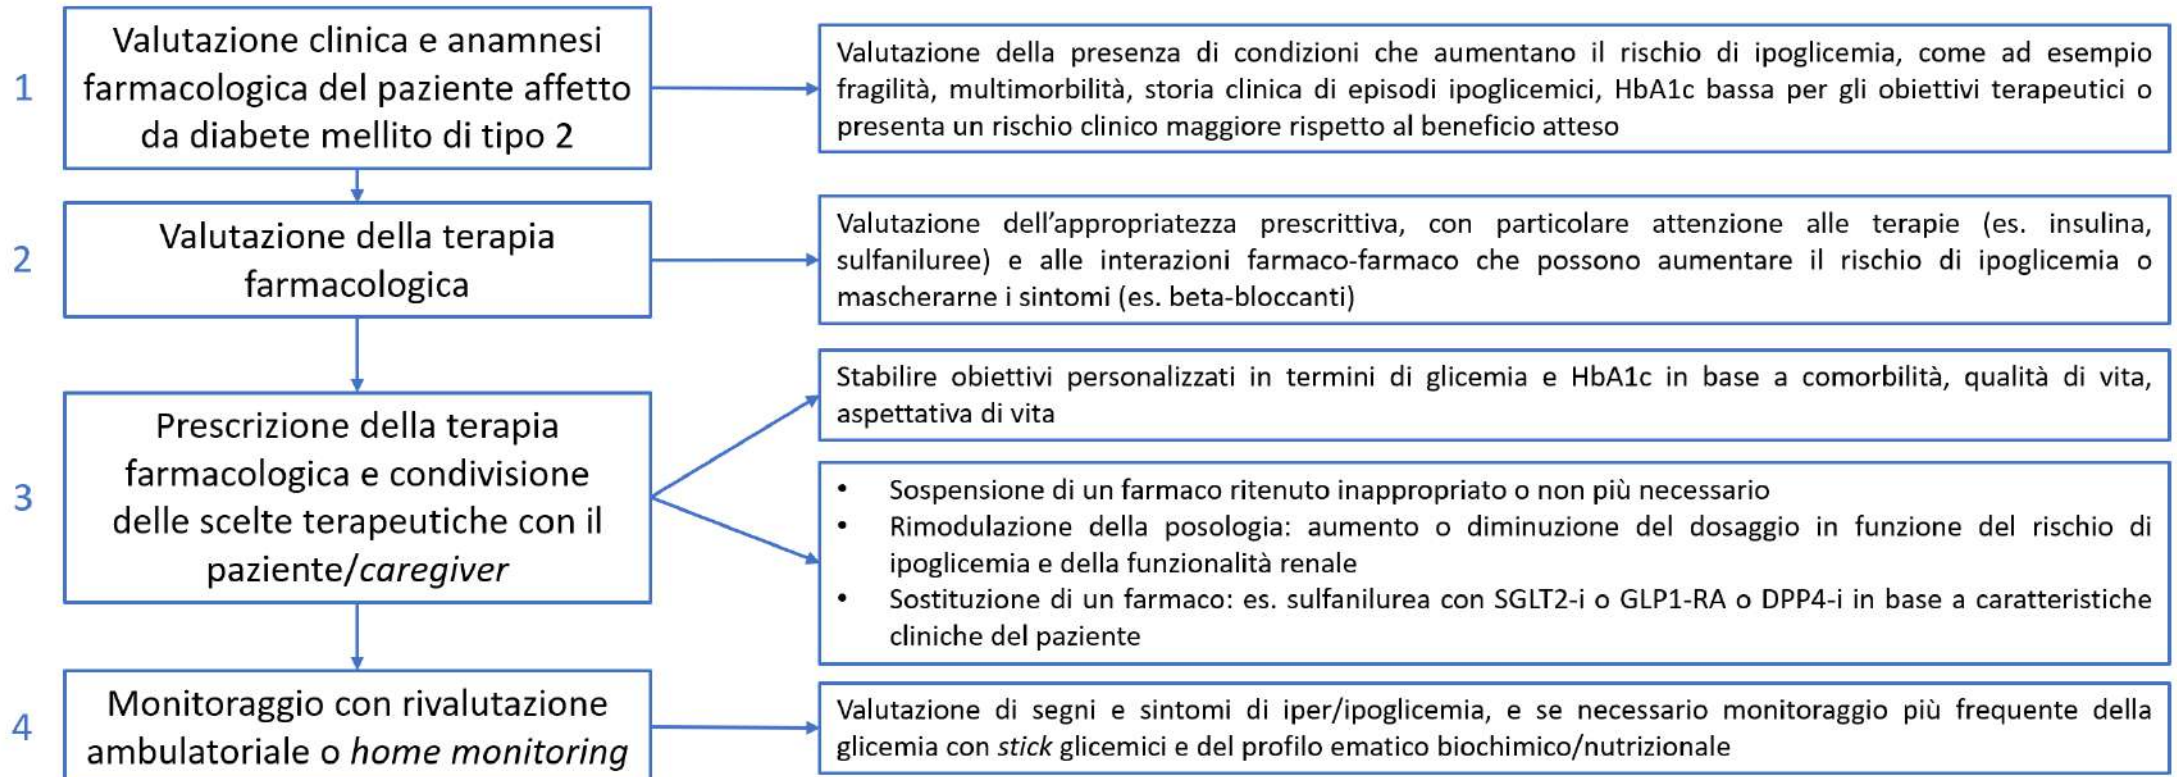 1
Valutazione clinica e anamnesi
farmacologica del paziente affetto
da diabete mellito di tipo 2
Valutazione della presenza di condizioni che aumentano il rischio di ipoglicemia, come ad esempio
fragilità, multimorbilità, storia clinica di episodi ipoglicemici, HbA1c bassa per gli obiettivi terapeutici o
presenta un rischio clinico maggiore rispetto al beneficio atteso
2
Valutazione della terapia
farmacologica
Valutazione dell’appropriatezza prescrittiva, con particolare attenzione alle terapie (es. insulina,
sulfaniluree) e alle interazioni farmaco-farmaco che possono aumentare il rischio di ipoglicemia o
mascherarne i sintomi (es. beta-bloccanti)
3
Prescrizione della terapia
farmacologica e condivisione
delle scelte terapeutiche con il
paziente/caregiver
Stabilire obiettivi personalizzati in termini di glicemia e HbA1c in base a comorbilità, qualità di vita,
aspettativa di vita
• Sospensione di un farmaco ritenuto inappropriato o non più necessario
• Rimodulazione della posologia: aumento o diminuzione del dosaggio in funzione del rischio di
ipoglicemia e della funzionalità renale
• Sostituzione di un farmaco: es. sulfanilurea con SGLT2-i o GLP1-RA o DPP4-i in base a caratteristiche
cliniche del paziente
4
Monitoraggio con rivalutazione
ambulatoriale o home monitoring
Valutazione di segni e sintomi di iper/ipoglicemia, e se necessario monitoraggio più frequente della
glicemia con stick glicemici e del profilo ematico biochimico/nutrizionale